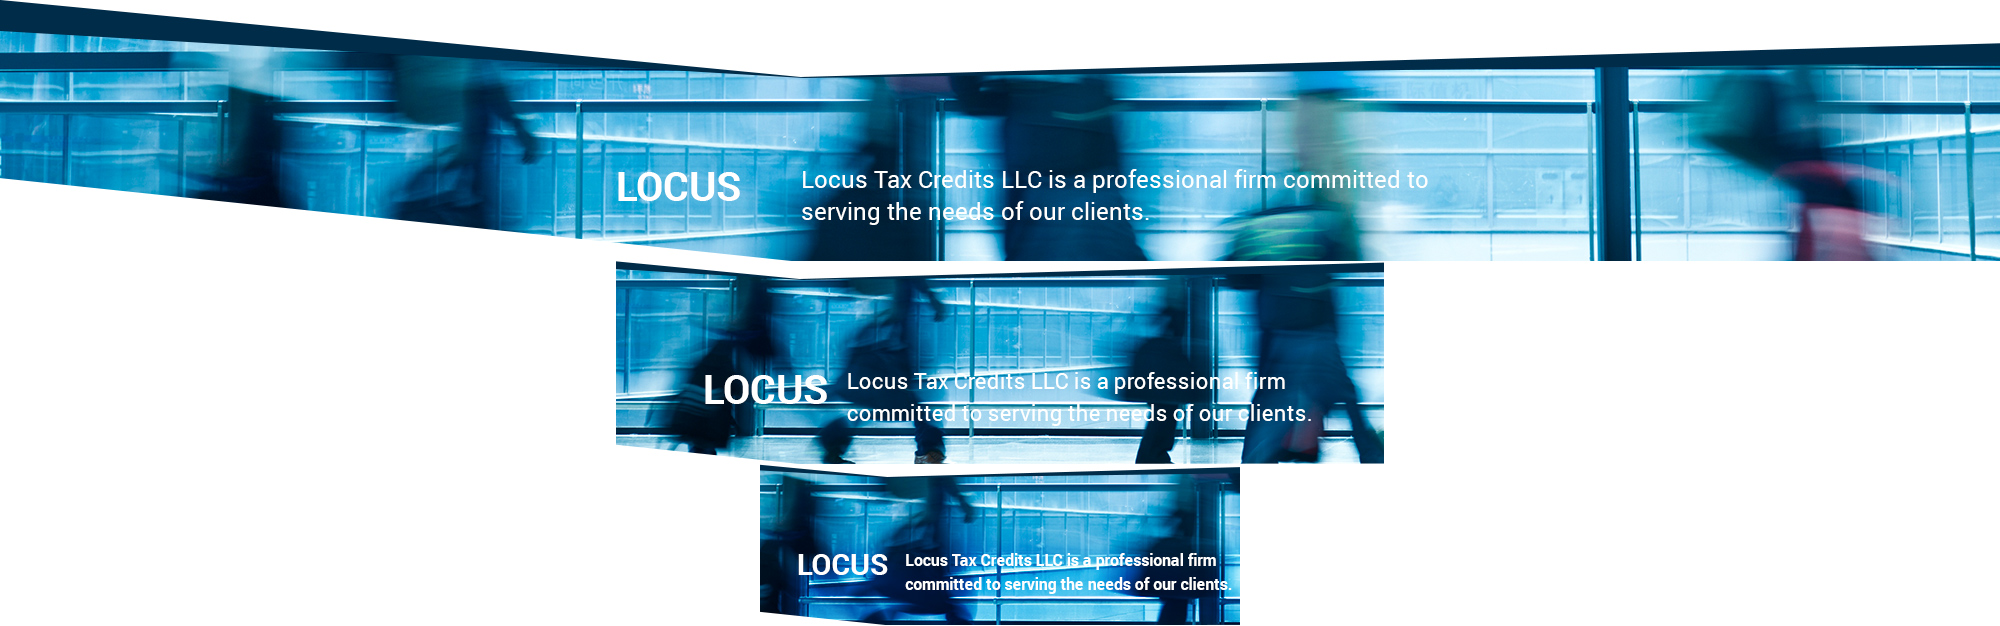 LOCUS
Locus Tax Credits LLC is a professional firm committed to
serving the needs of our clients.
LOCUS
Locus Tax Credits LLC is a professional firm
committed to serving the needs of our clients.
LOCUS
Locus Tax Credits LLC is a professional firm
committed to serving the needs of our clients.